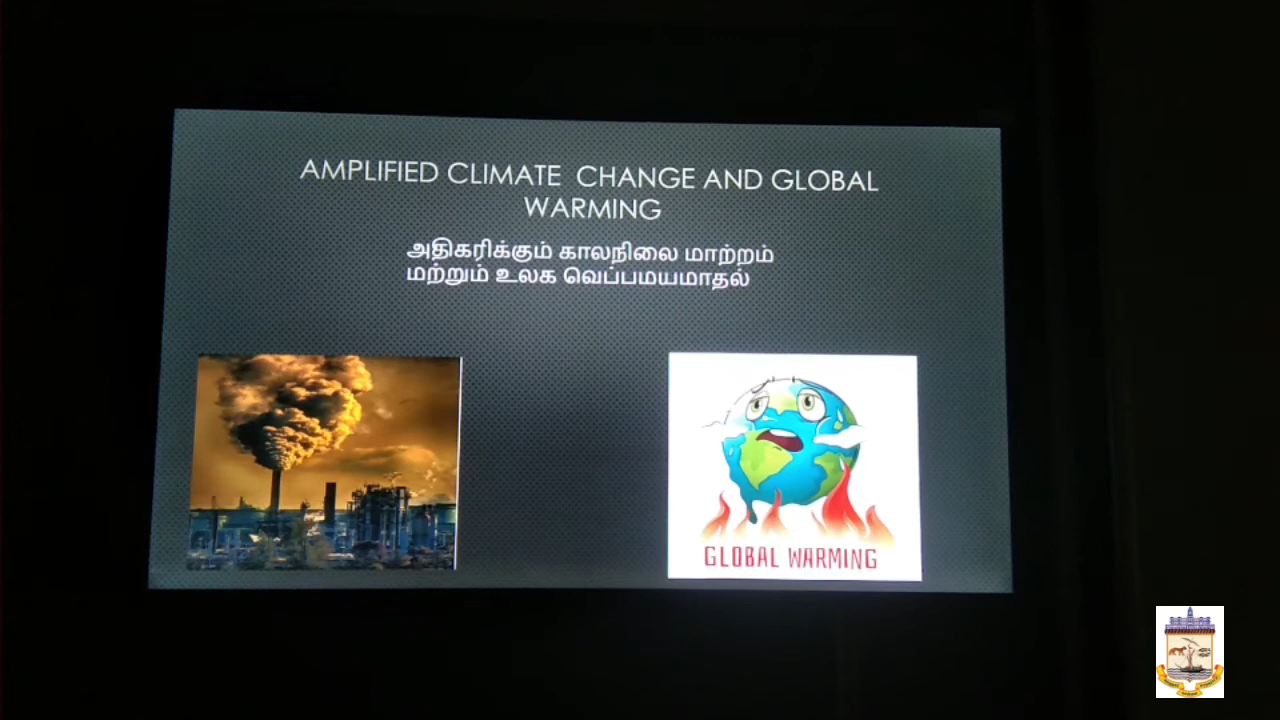 AMPLIFIED CLIMATE CHANGE AND GLOBAL
WARMING
அதிகரிக்கும் காலநிலை மாற்றம்
மற்றும் உலக வெப்பமயமாதல்
GLOBAL WARMING